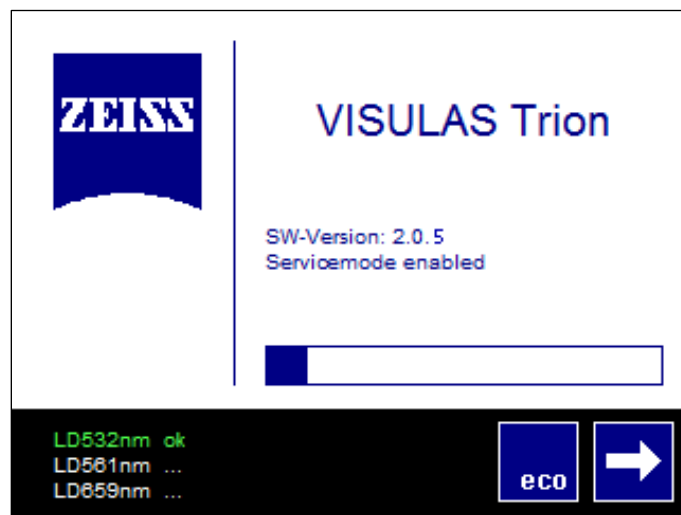 ZEISS
VISULAS Trion
SW-Version: 2.0.5
Servicemode enabled
LD532nm ok
LD561nm ...
LD659nm ...
eco